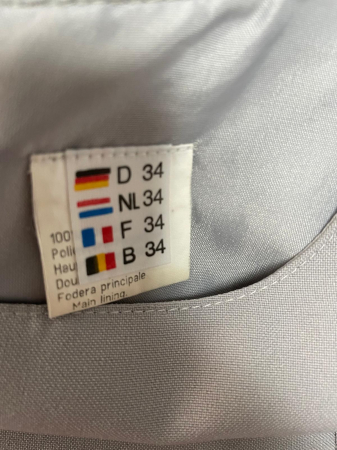 D 34
NL 34
F 34
B 34
100
Fodera principale
Main lining